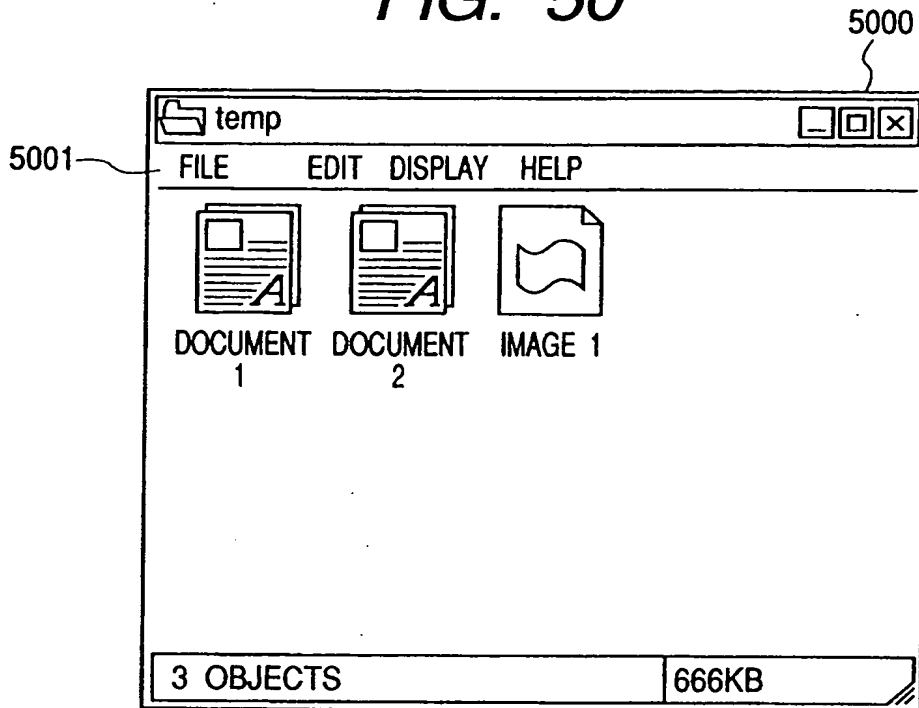 FIG. 50
5000
temp
5001
FILE EDIT DISPLAY HELP
DOCUMENT 1
DOCUMENT 2
IMAGE 1
3 OBJECTS
666KB